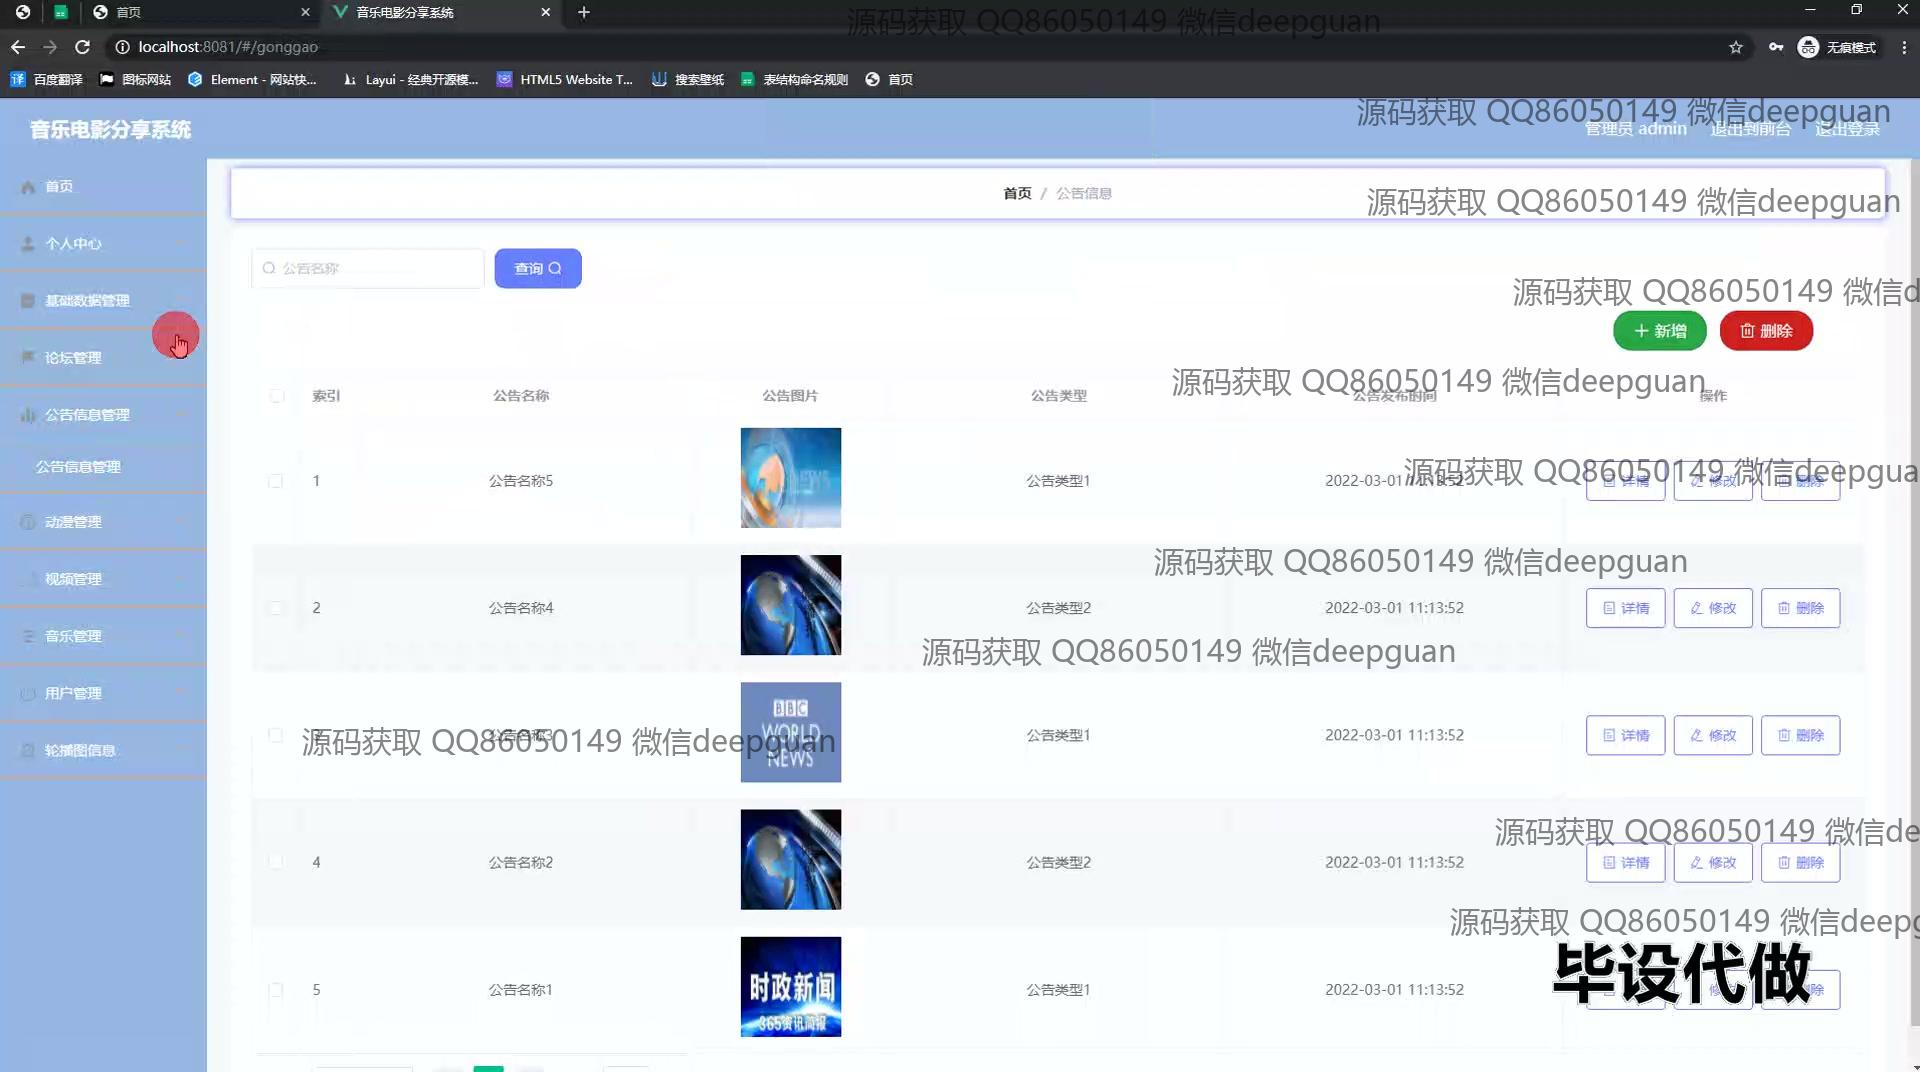 首页
音乐电影分享系统
源码获取 QQ86050149 微信deepguan
localhost:8081/#/gonggao
无痕模式
百度翻译
图标网站
Element - 网站快...
Layui - 经典开源模...
HTML5 Website T...
搜索壁纸
表结构命名规则
首页
音乐电影分享系统
源码获取 QQ86050149 微信deepguan
管理员 admin
退出到前台
退出登录
首页
个人中心
基础数据管理
论坛管理
公告信息管理
公告信息管理
动漫管理
视频管理
音乐管理
用户管理
轮播图信息
首页 / 公告信息
源码获取 QQ86050149 微信deepguan
公告名称
查询
源码获取 QQ86050149 微信d
新增
删除
源码获取 QQ86050149 微信deepguan
索引 公告名称 公告图片 公告类型 公告发布时间 操作
源码获取 QQ86050149 微信deepgua
1 公告名称5 NEWS 公告类型1 2022-03-01 11:13:52 详情 修改 删除
源码获取 QQ86050149 微信deepguan
2 公告名称4 公告类型2 2022-03-01 11:13:52 详情 修改 删除
源码获取 QQ86050149 微信deepguan
BBC
WORLD
NEWS
3 公告名称3 公告类型1 2022-03-01 11:13:52 详情 修改 删除
源码获取 QQ86050149 微信deepguan
源码获取 QQ86050149 微信de
4 公告名称2 公告类型2 2022-03-01 11:13:52 详情 修改 删除
源码获取 QQ86050149 微信deepg
毕设代做
5 公告名称1 公告类型1 2022-03-01 11:13:52
时政新闻
365资讯简报